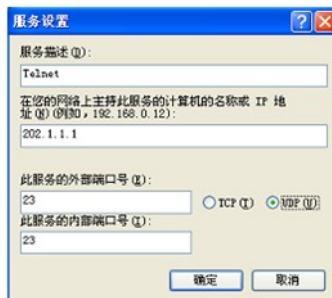 服务设置
服务描述(D):
Telnet
在您的网络上主持此服务的计算机的名称或 IP 地
址(N)(例如，192.168.0.12):
202.1.1.1
此服务的外部端口号(E):
23
TCP(T)
UDP(U)
此服务的内部端口号(I):
23
确定
取消